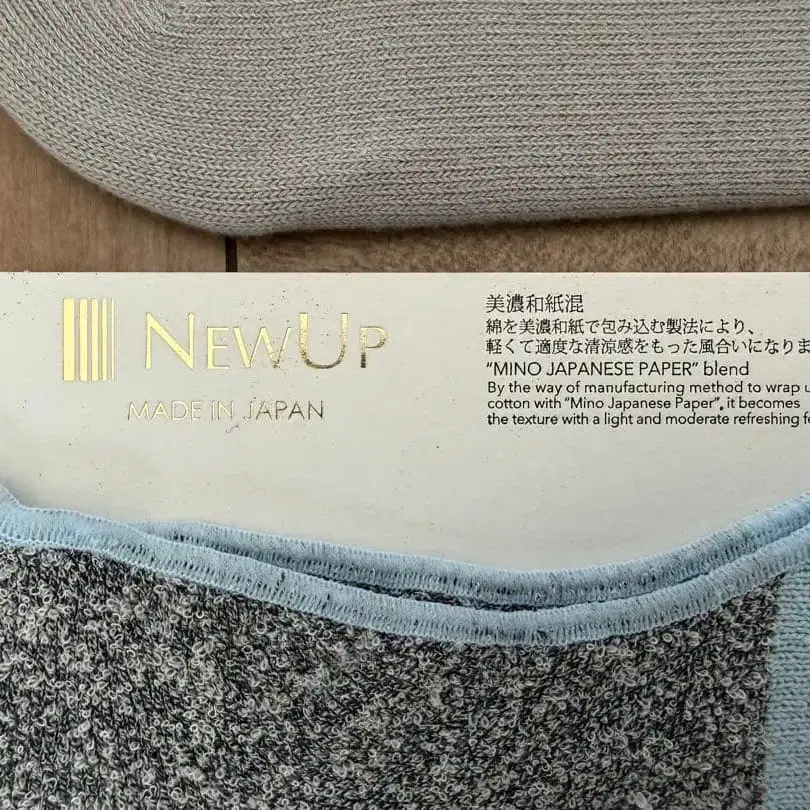 NEWUP
MADE IN JAPAN
美濃和紙混
綿を美濃和紙で包み込む製法により、
軽くて適度な清涼感をもった風合いになりま
"MINO JAPANESE PAPER" blend
By the way of manufacturing method to wrap
cotton with "Mino Japanese Paper", it becomes
the texture with a light and moderate refreshing